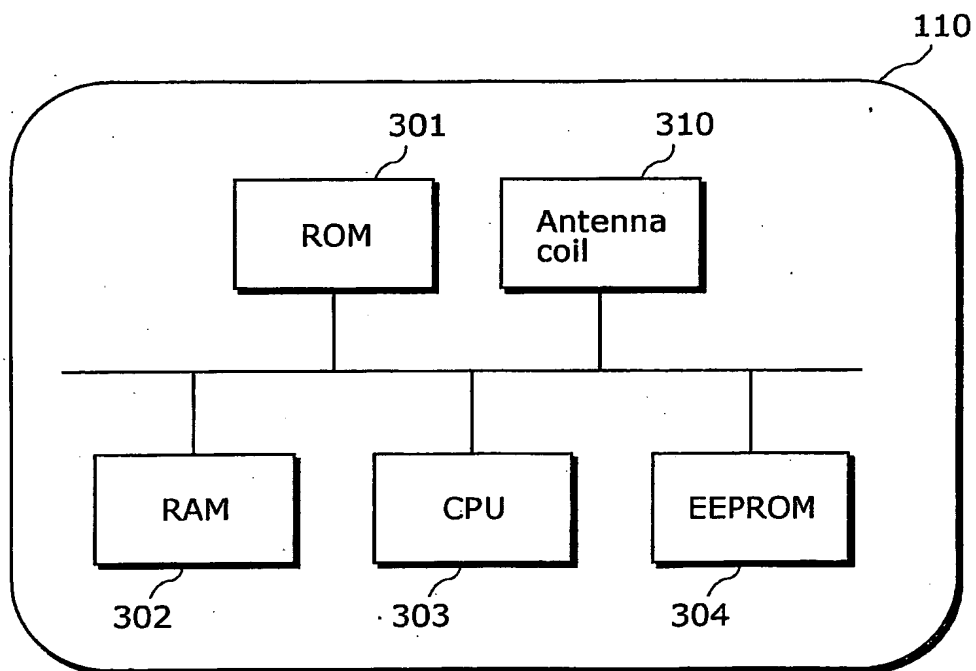 110
301
310
ROM
Antenna
coil
RAM
CPU
EEPROM
302
303
304